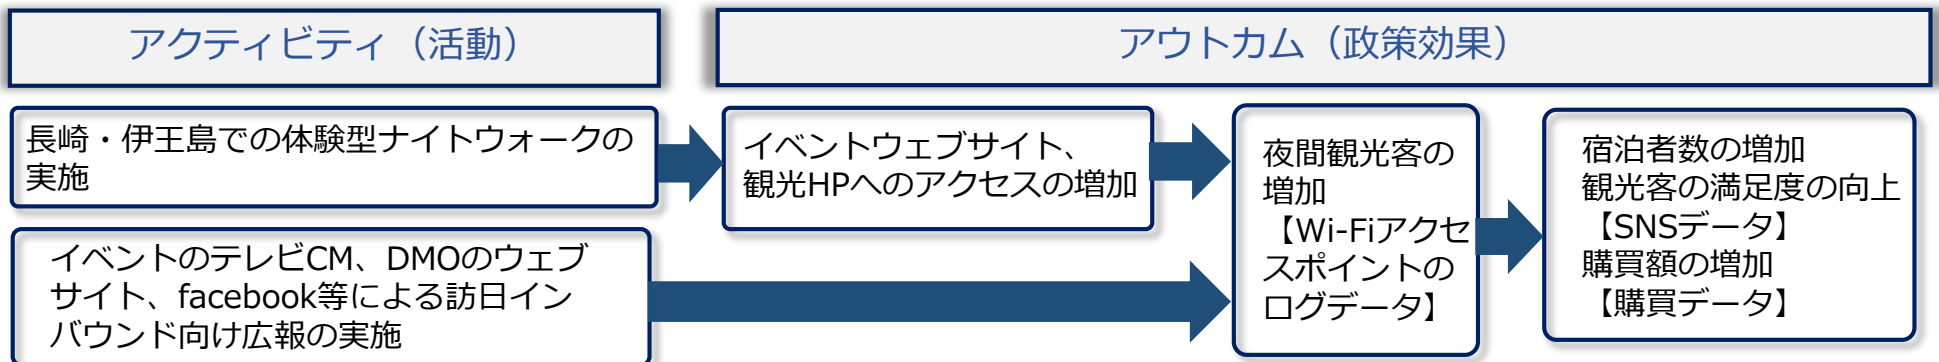 アクティビティ（活動）
アウトカム（政策効果）
長崎・伊王島での体験型ナイトウォークの
実施
イベントのテレビCM、DMOのウェブ
サイト、facebook等による訪日イン
バウンド向け広報の実施
イベントウェブサイト、
観光HPへのアクセスの増加
夜間観光客の
増加
【Wi-Fiアクセ
スポイントの
ログデータ】
宿泊者数の増加
観光客の満足度の向上
【SNSデータ】
購買額の増加
【購買データ】